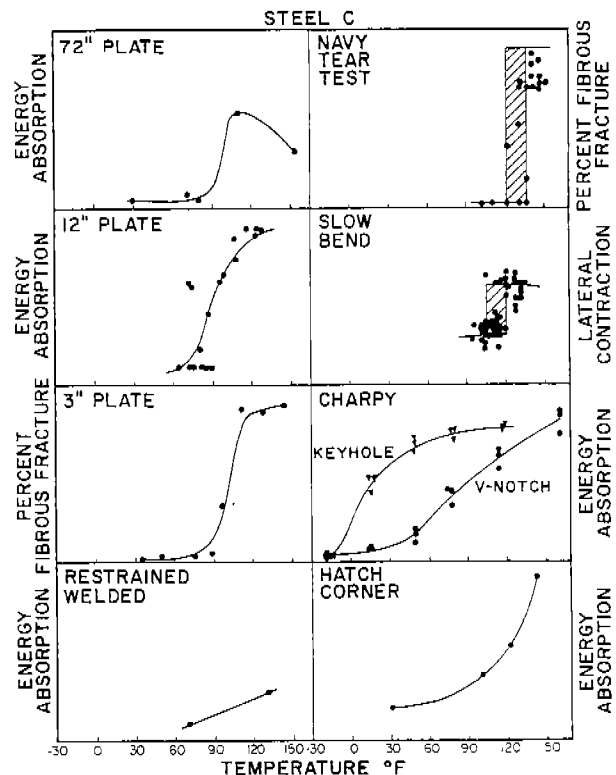 STEEL C
72" PLATE
ENERGY
ABSORPTION
NAVY
TEAR
TEST
PERCENT FIBROUS
FRACTURE
12" PLATE
ENERGY
ABSORPTION
SLOW
BEND
LATERAL
CONTRACTION
3" PLATE
PERCENT
FIBROUS FRACTURE
CHARPY
KEYHOLE
V-NOTCH
ENERGY
ABSORPTION
RESTRAINED
WELDED
ENERGY
ABSORPTION
HATCH
CORNER
ENERGY
ABSORPTION
-30 0 30 60 90 120 150 -30 0 30 60 90 120 150
TEMPERATURE °F